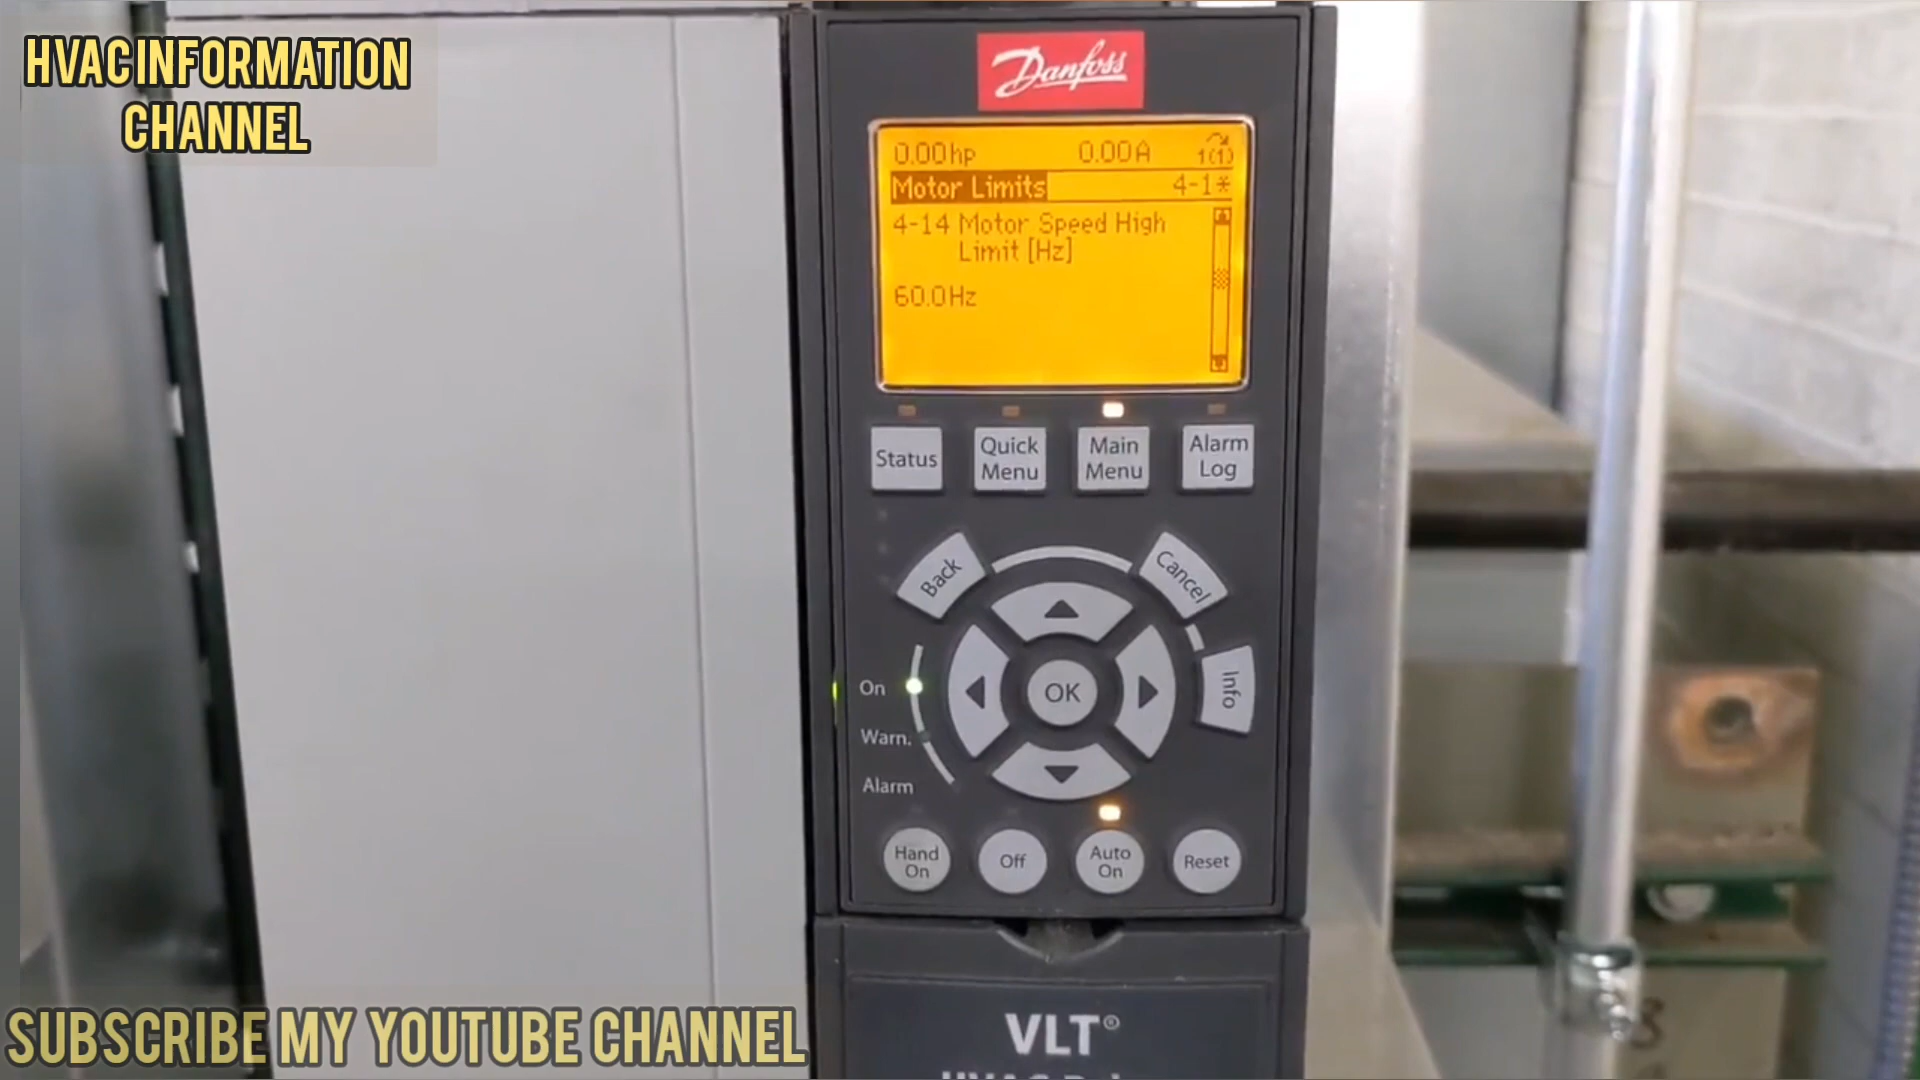 HVAC INFORMATION
CHANNEL
Danfoss
0.00hp 0.00A 1(1)
Motor Limits 4-1*
4-14 Motor Speed High
Limit [Hz]
60.0Hz
Status
Quick
Menu
Main
Menu
Alarm
Log
Back
Cancel
Info
OK
On
Warn.
Alarm
Hand
On
Off
Auto
On
Reset
VLT®
SUBSCRIBE MY YOUTUBE CHANNEL